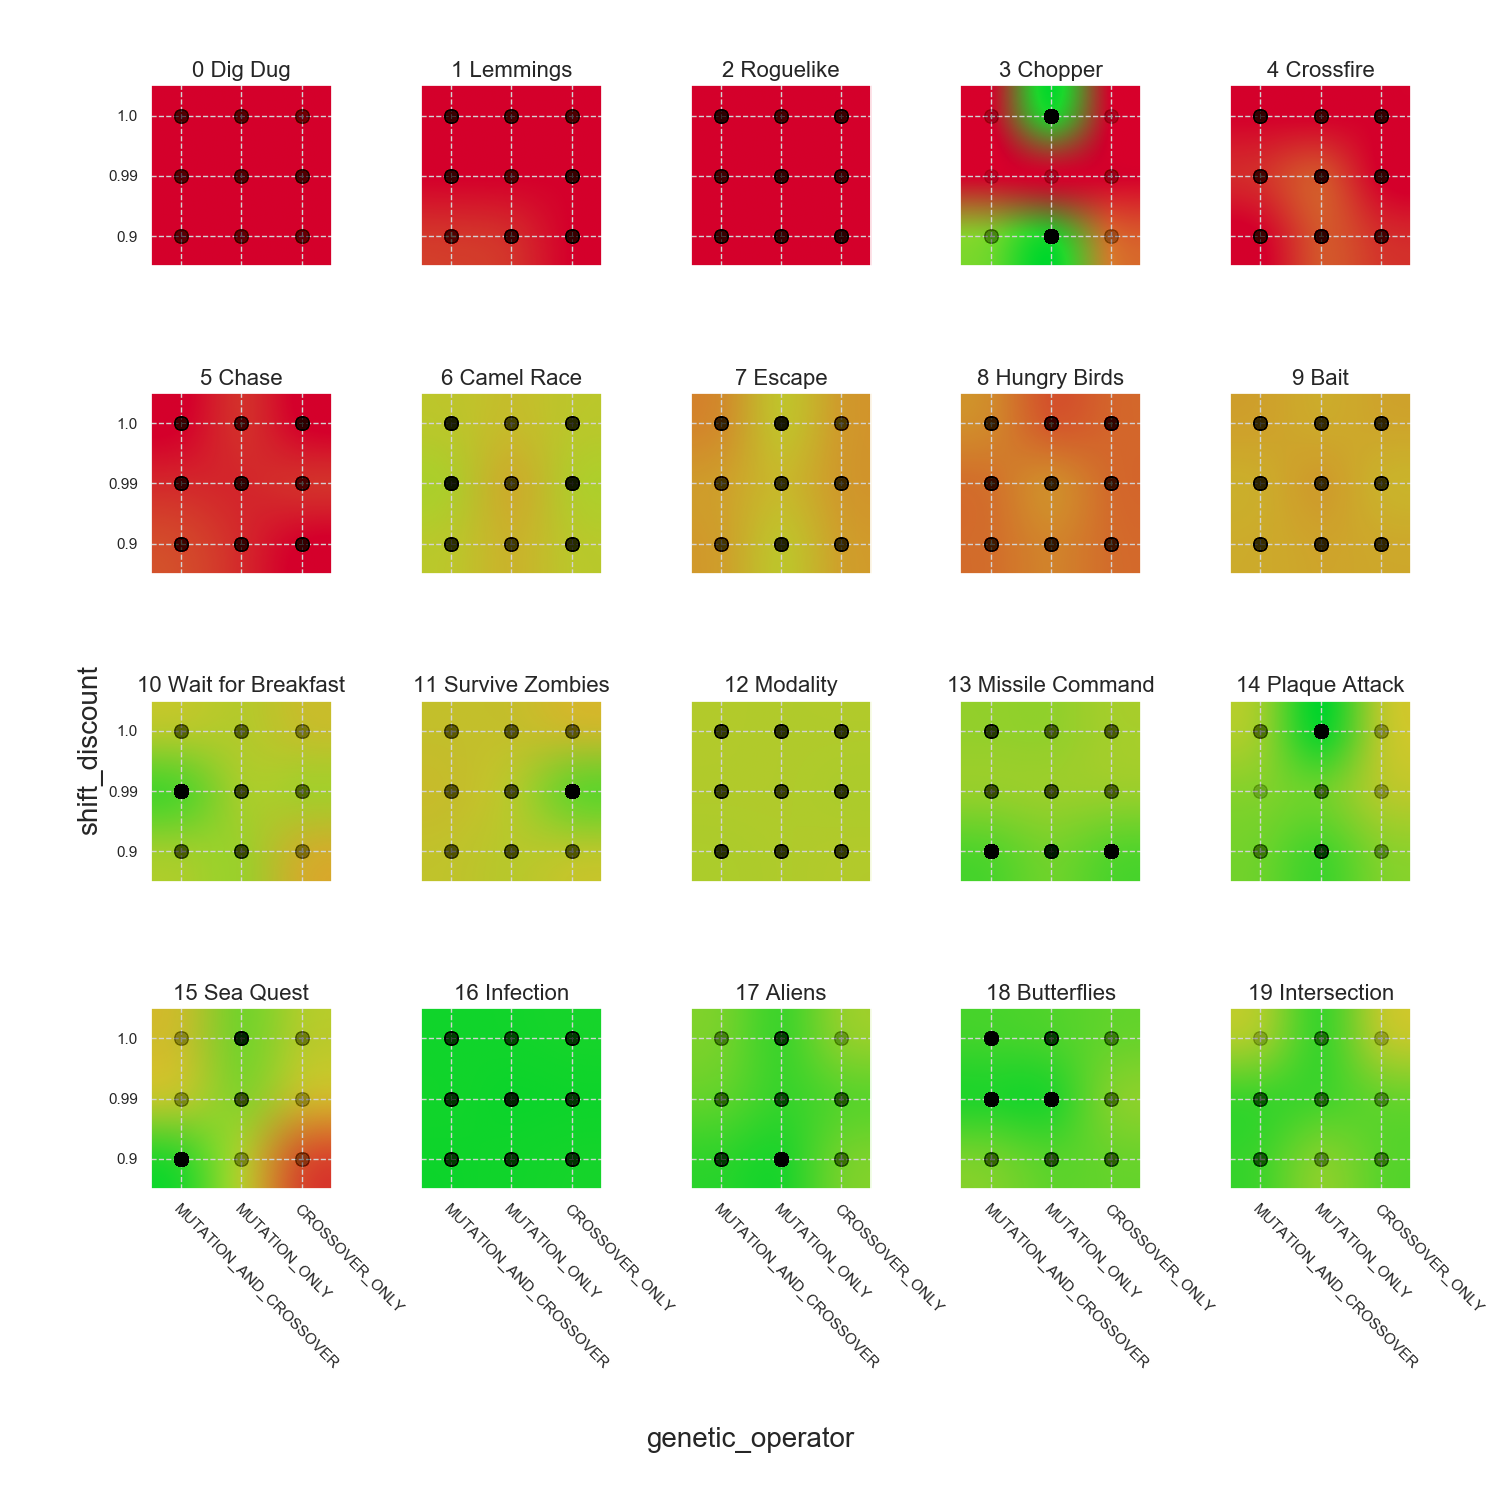 0 Dig Dug
1 Lemmings
2 Roguelike
3 Chopper
4 Crossfire
1.0
0.99
0.9
5 Chase
6 Camel Race
7 Escape
8 Hungry Birds
9 Bait
1.0
0.99
0.9
10 Wait for Breakfast
11 Survive Zombies
12 Modality
13 Missile Command
14 Plaque Attack
1.0
0.99
0.9
shift_discount
15 Sea Quest
16 Infection
17 Aliens
18 Butterflies
19 Intersection
1.0
0.99
0.9
MUTATION_AND_CROSSOVER
MUTATION_ONLY
CROSSOVER_ONLY
MUTATION_AND_CROSSOVER
MUTATION_ONLY
CROSSOVER_ONLY
MUTATION_AND_CROSSOVER
MUTATION_ONLY
CROSSOVER_ONLY
MUTATION_AND_CROSSOVER
MUTATION_ONLY
CROSSOVER_ONLY
MUTATION_AND_CROSSOVER
MUTATION_ONLY
CROSSOVER_ONLY
genetic_operator